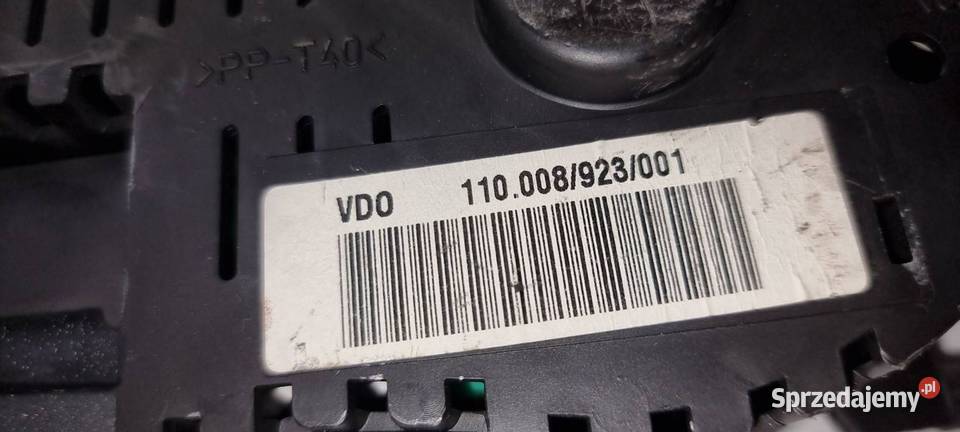 >PP-T40<
VDO 110.008/923/001
Sprzedajemy.pl